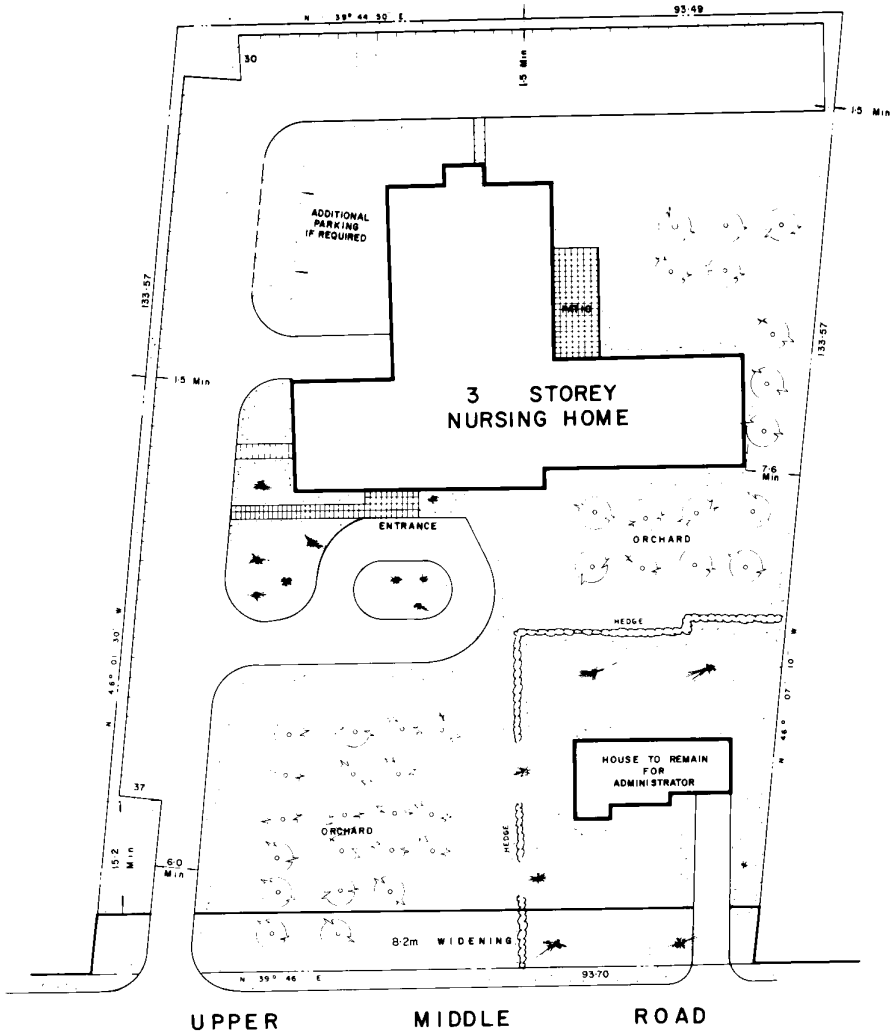 N 39° 44' 50" E
93·49
30
1·5 Min
1·5 Min
ADDITIONAL
PARKING
IF REQUIRED
PATIO
133·57
133·57
1·5 Min
3 STOREY
NURSING HOME
7·6
Min
ENTRANCE
ORCHARD
HEDGE
N 46° 01' 30" W
N 46° 07' 10" W
HOUSE TO REMAIN
FOR
ADMINISTRATOR
37
ORCHARD
HEDGE
15·2
Min
6·0
Min
8·2m WIDENING
N 39° 46' E
93·70
UPPER MIDDLE ROAD